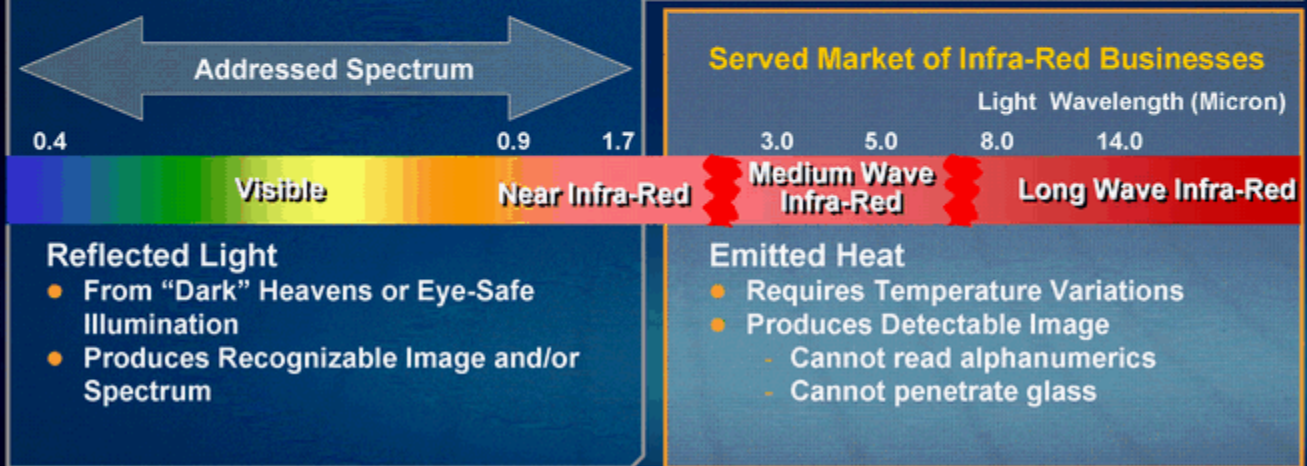 Addressed Spectrum
Served Market of Infra-Red Businesses
Light Wavelength (Micron)
0.4 0.9 1.7 3.0 5.0 8.0 14.0
Visible Near Infra-Red Medium Wave Infra-Red Long Wave Infra-Red
Reflected Light
• From “Dark” Heavens or Eye-Safe
Illumination
• Produces Recognizable Image and/or
Spectrum
Emitted Heat
• Requires Temperature Variations
• Produces Detectable Image
- Cannot read alphanumerics
- Cannot penetrate glass